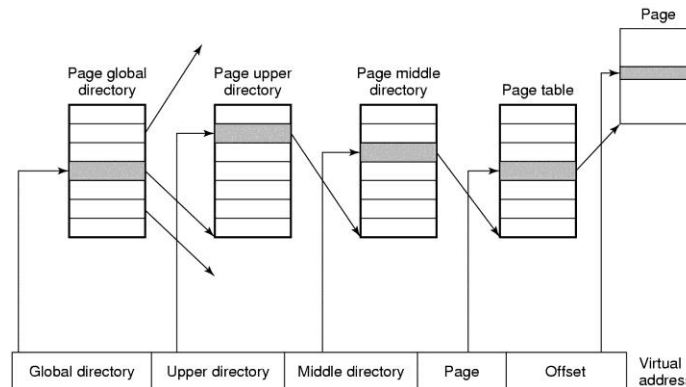 Page
Page global
directory
Page upper
directory
Page middle
directory
Page table
Global directory
Upper directory
Middle directory
Page
Offset
Virtual
address